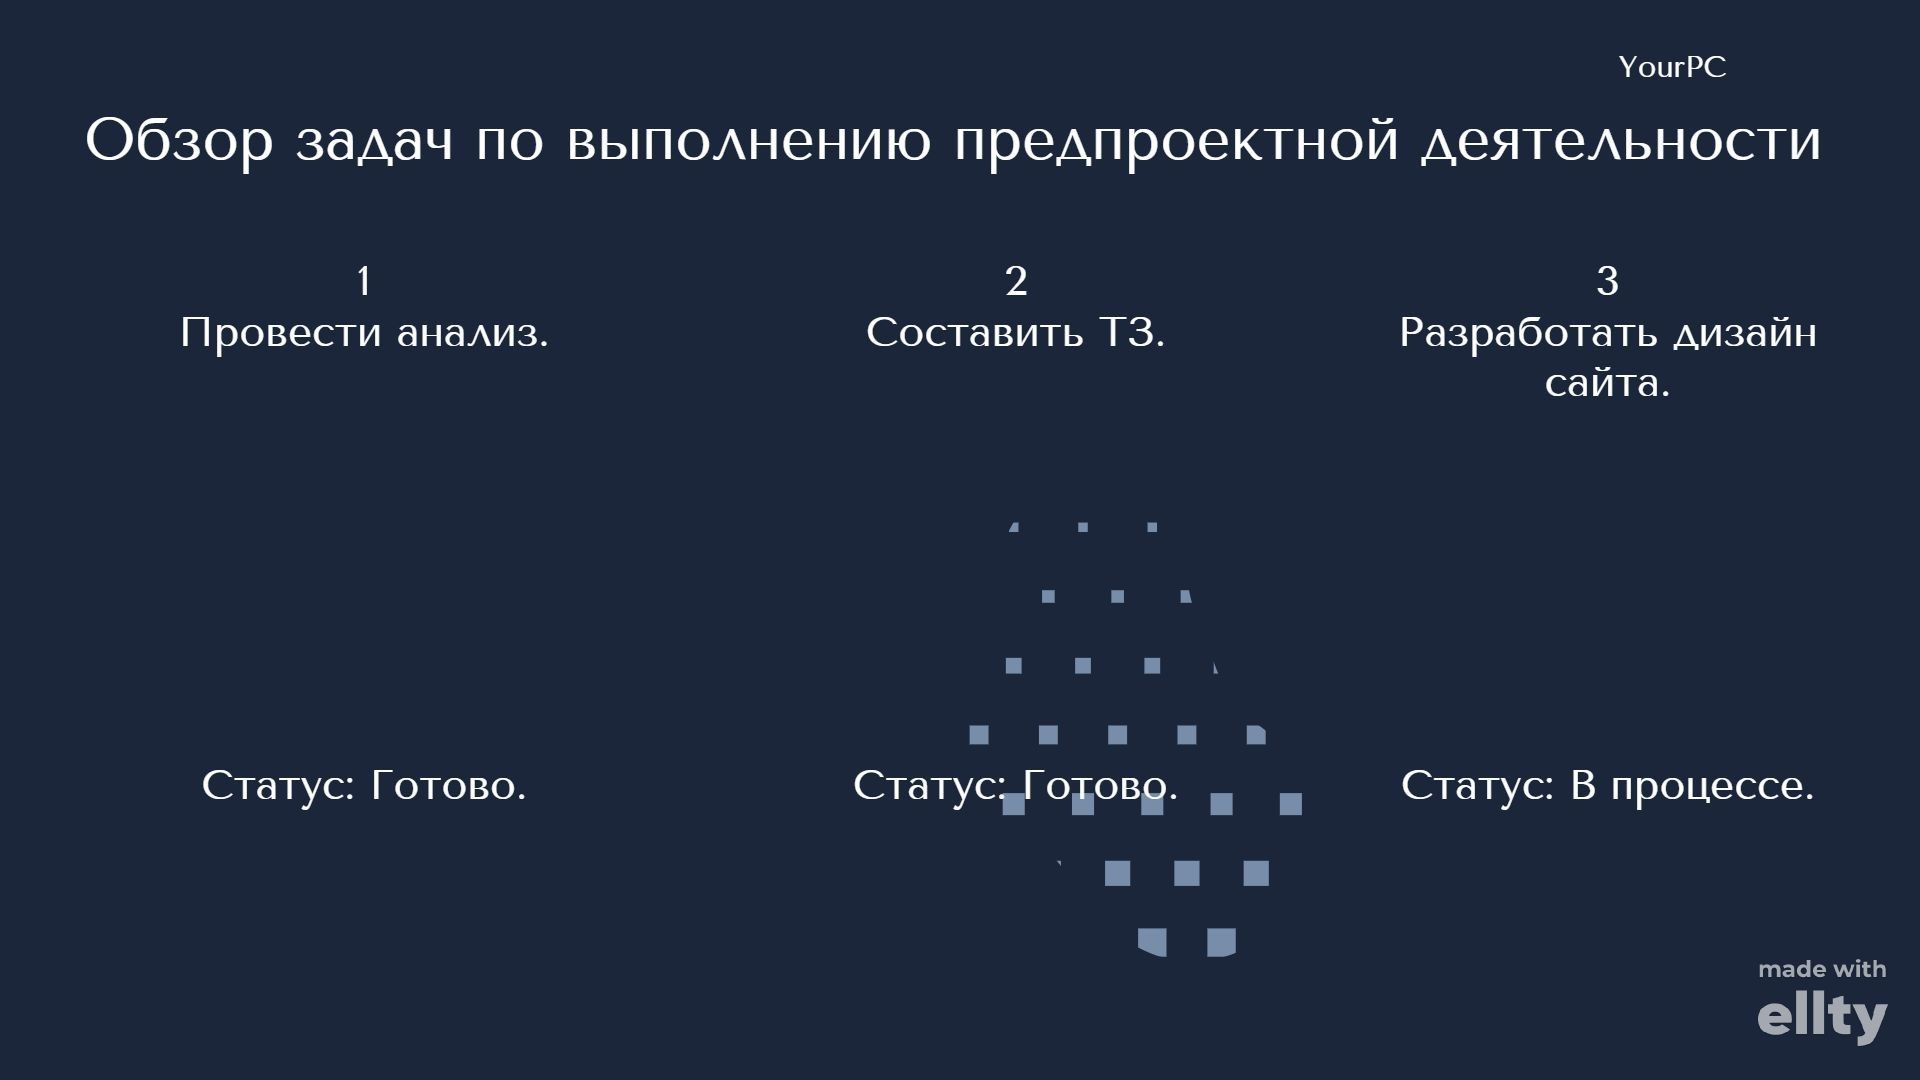 YourPC
Обзор задач по выполнению предпроектной деятельности
1
Провести анализ.
2
Составить ТЗ.
3
Разработать дизайн
сайта.
Статус: Готово.
Статус: Готово.
Статус: В процессе.
made with
ellty